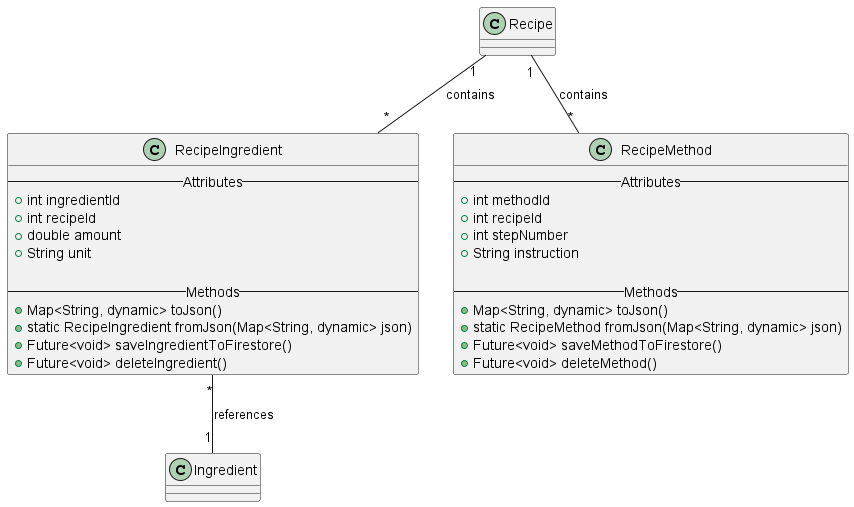 C Recipe
1
1
contains
contains
*
*
C RecipeIngredient
Attributes
int ingredientId
int recipeId
double amount
String unit
Methods
Map<String, dynamic> toJson()
static RecipeIngredient fromJson(Map<String, dynamic> json)
Future<void> saveIngredientToFirestore()
Future<void> deleteIngredient()
C RecipeMethod
Attributes
int methodId
int recipeId
int stepNumber
String instruction
Methods
Map<String, dynamic> toJson()
static RecipeMethod fromJson(Map<String, dynamic> json)
Future<void> saveMethodToFirestore()
Future<void> deleteMethod()
*
references
1
C Ingredient